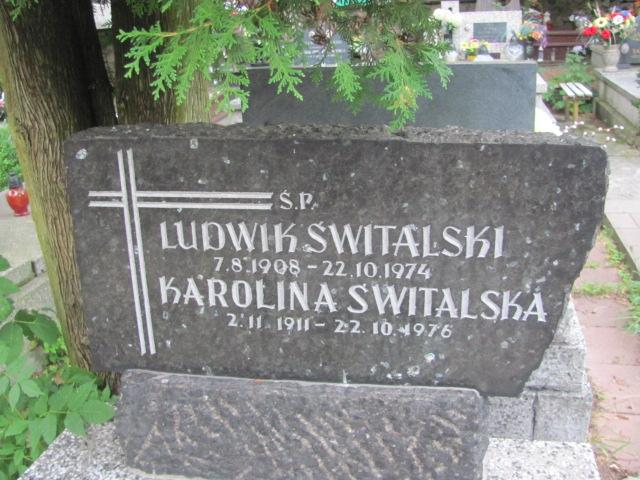 Ś.P.
LUDWIK ŚWITALSKI
7.8.1908 - 22.10.1974
KAROLINA ŚWITALSKA
2.11.1911 - 22.10.1976